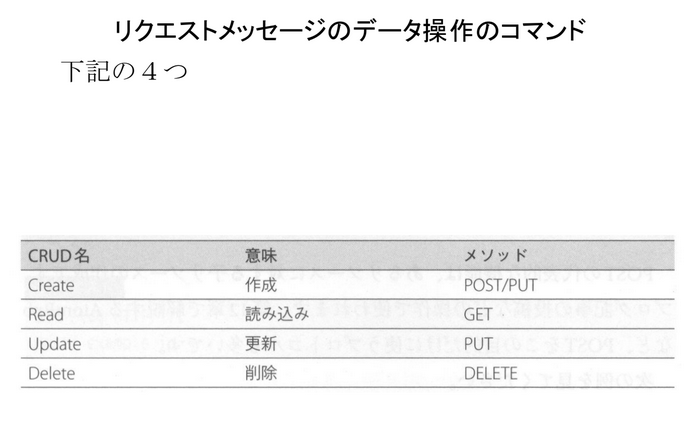 リクエストメッセージのデータ操作のコマンド
下記の４つ
CRUD名 意味 メソッド
Create 作成 POST/PUT
Read 読み込み GET
Update 更新 PUT
Delete 削除 DELETE